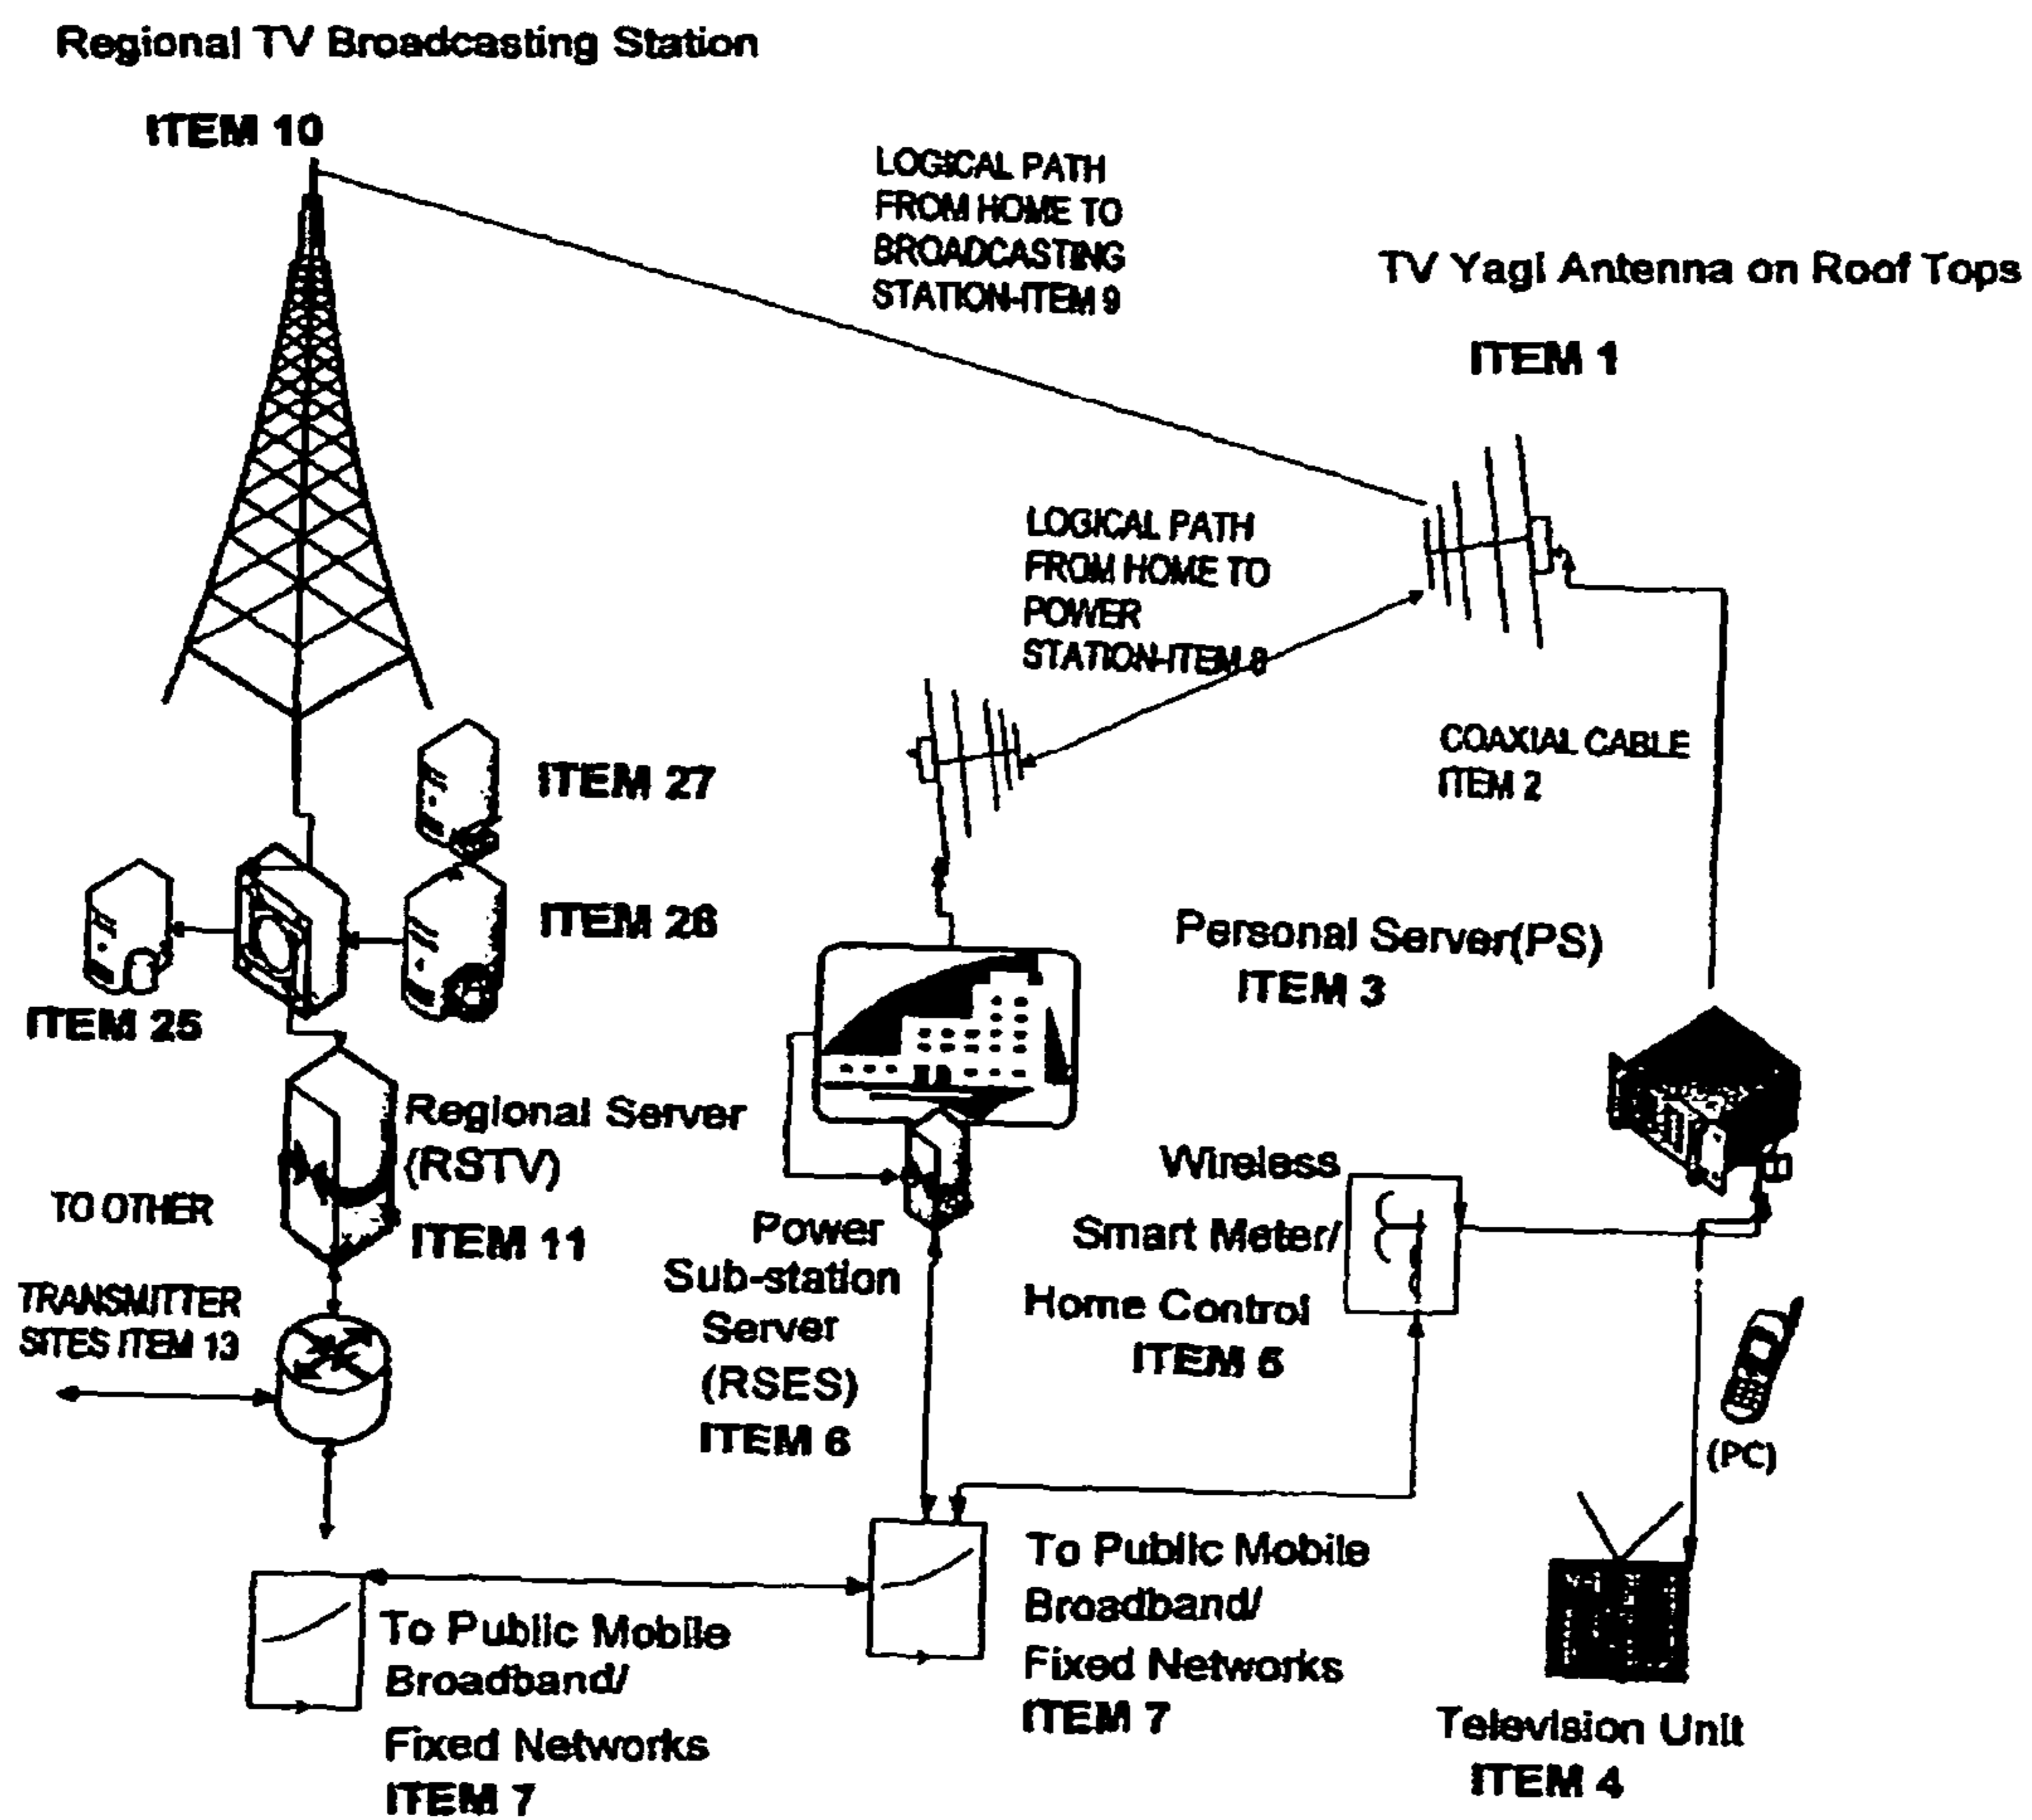 Regional TV Broadcasting Station
ITEM 10
LOGICAL PATH
FROM HOME TO
BROADCASTING
STATION-ITEM 9
TV Yagi Antenna on Roof Tops
ITEM 1
LOGICAL PATH
FROM HOME TO
POWER
STATION-ITEM 8
COAXIAL CABLE
ITEM 2
ITEM 27
ITEM 26
ITEM 25
Personal Server(PS)
ITEM 3
Regional Server
(RSTV)
ITEM 11
TO OTHER
TRANSMITTER
SITES ITEM 13
Power
Sub-station
Server
(RSES)
ITEM 6
Wireless
Smart Meter/
Home Control
ITEM 5
(PC)
To Public Mobile
Broadband/
Fixed Networks
ITEM 7
To Public Mobile
Broadband/
Fixed Networks
ITEM 7
Television Unit
ITEM 4